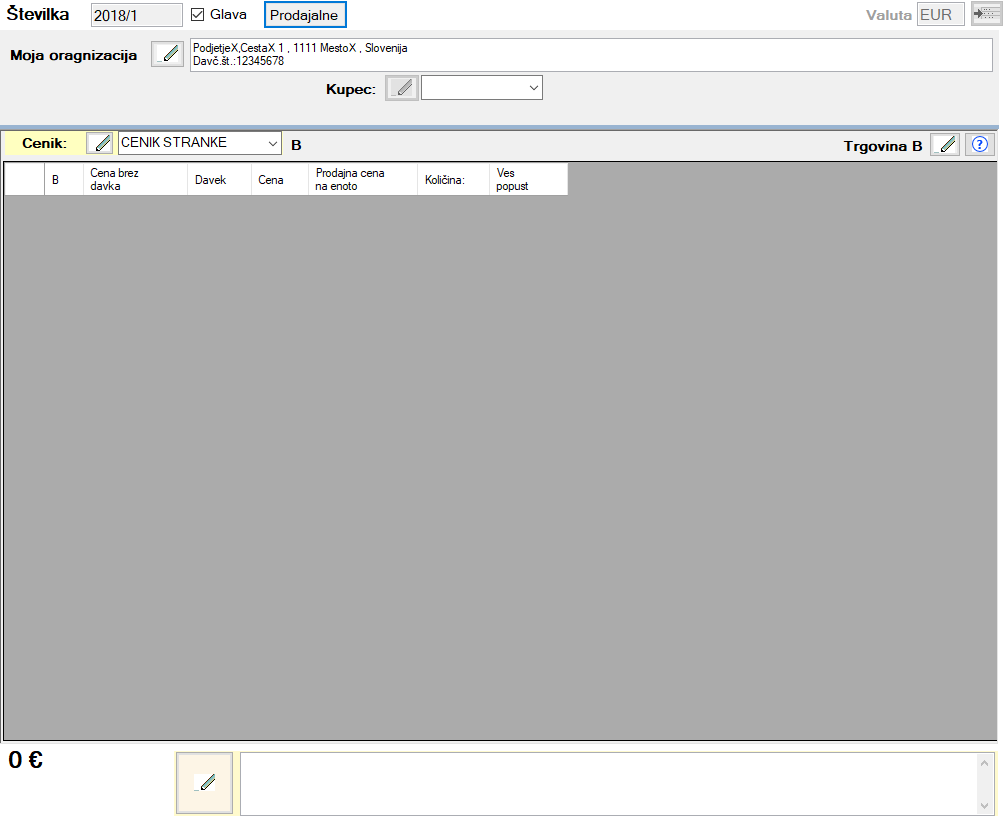 Številka 2018/1 Glava Prodajalne Valuta EUR
Moja oragnizacija
PodjetjeX,CestaX 1 , 1111 MestoX , Slovenija
Davč.št.:12345678
Kupec:
Cenik: CENIK STRANKE B Trgovina B ?
B
Cena brez
davka
Davek
Cena
Prodajna cena
na enoto
Količina:
Ves
popust
0 €